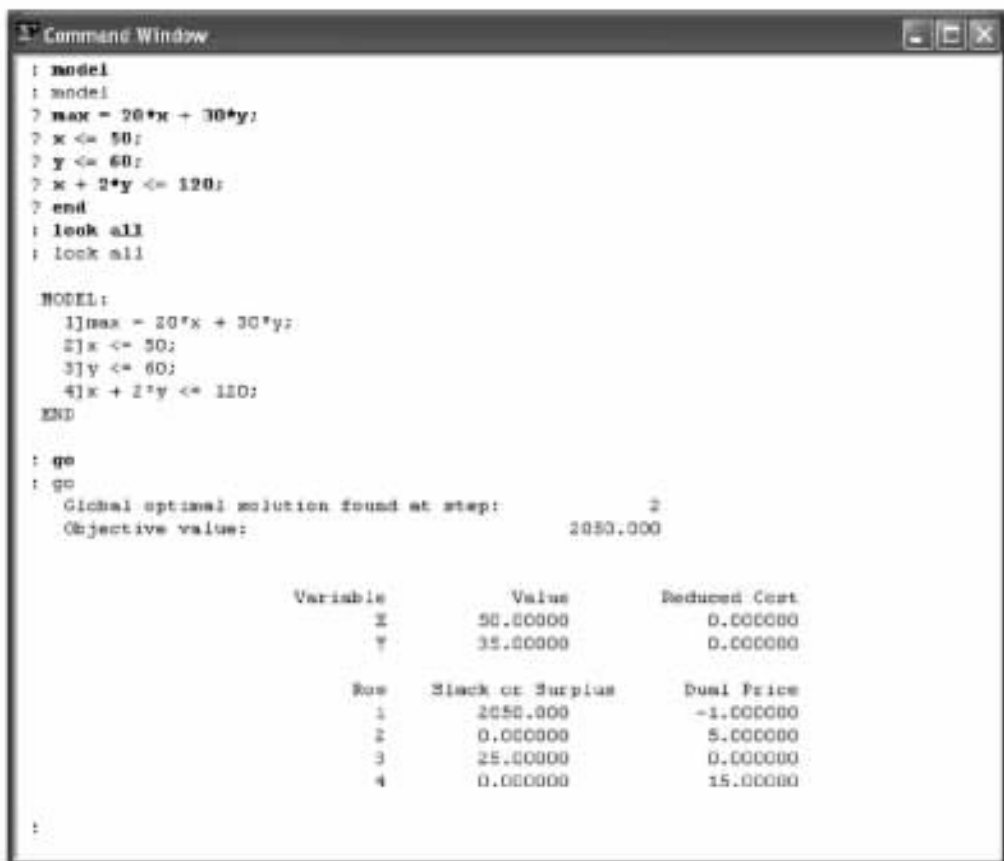 Command Window
: model
: model
? max = 20*x + 30*y;
? x <= 50;
? y <= 60;
? x + 2*y <= 120;
? end
: look all
: look all
MODEL:
1]max = 20*x + 30*y;
2]x <= 50;
3]y <= 60;
4]x + 2*y <= 120;
END
: go
: go
Global optimal solution found at step: 2
Objective value: 2050.000
Variable Value Reduced Cost
X 50.00000 0.000000
Y 35.00000 0.000000
Row Slack or Surplus Dual Price
1 2050.000 -1.000000
2 0.000000 5.000000
3 25.00000 0.000000
4 0.000000 15.00000
: